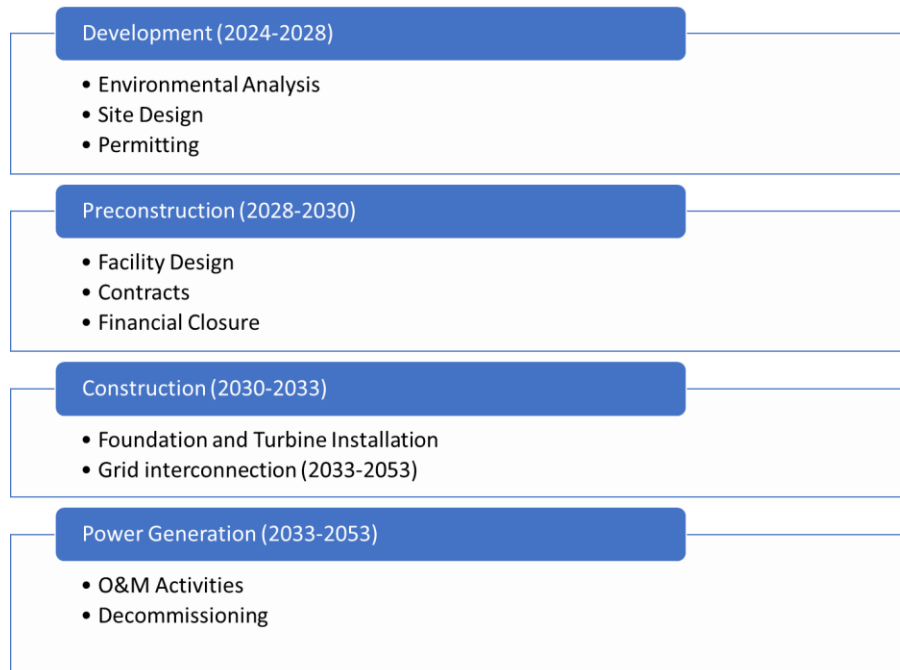 Development (2024-2028)
• Environmental Analysis
• Site Design
• Permitting
Preconstruction (2028-2030)
• Facility Design
• Contracts
• Financial Closure
Construction (2030-2033)
• Foundation and Turbine Installation
• Grid interconnection (2033-2053)
Power Generation (2033-2053)
• O&M Activities
• Decommissioning